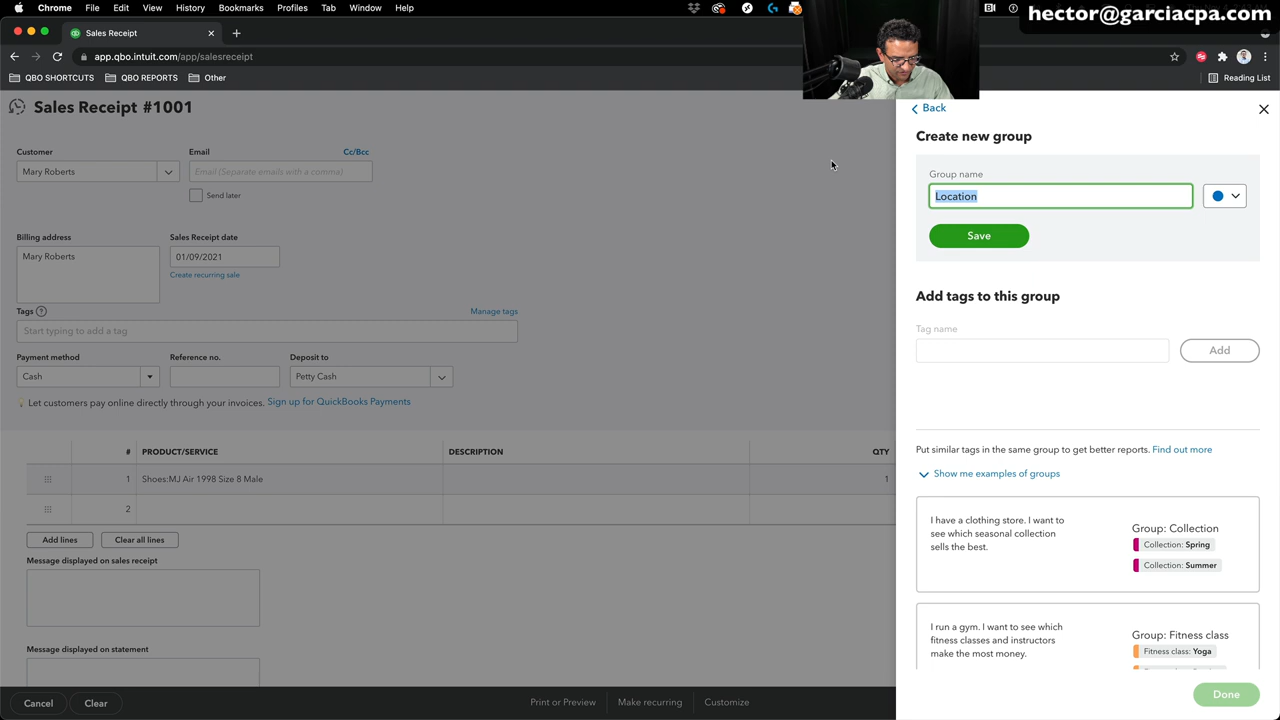 Chrome File Edit View History Bookmarks Profiles Tab Window Help
hector@garciacpa.com
Sales Receipt
app.qbo.intuit.com/app/salesreceipt
QBO SHORTCUTS QBO REPORTS Other Reading List
Sales Receipt #1001
Back
Create new group
Customer
Email
Cc/Bcc
Mary Roberts
Email (Separate emails with a comma)
Send later
Group name
Location
Save
Billing address
Sales Receipt date
Mary Roberts
01/09/2021
Create recurring sale
Add tags to this group
Tags ?
Manage tags
Start typing to add a tag
Tag name
Add
Payment method
Reference no.
Deposit to
Cash
Petty Cash
Let customers pay online directly through your invoices. Sign up for QuickBooks Payments
Put similar tags in the same group to get better reports. Find out more
Show me examples of groups
# PRODUCT/SERVICE DESCRIPTION QTY
1 Shoes:MJ Air 1998 Size 8 Male 1
2
Add lines
Clear all lines
I have a clothing store. I want to
see which seasonal collection
sells the best.
Group: Collection
Collection: Spring
Collection: Summer
Message displayed on sales receipt
I run a gym. I want to see which
fitness classes and instructors
make the most money.
Group: Fitness class
Fitness class: Yoga
Message displayed on statement
Cancel
Clear
Print or Preview
Make recurring
Customize
Done